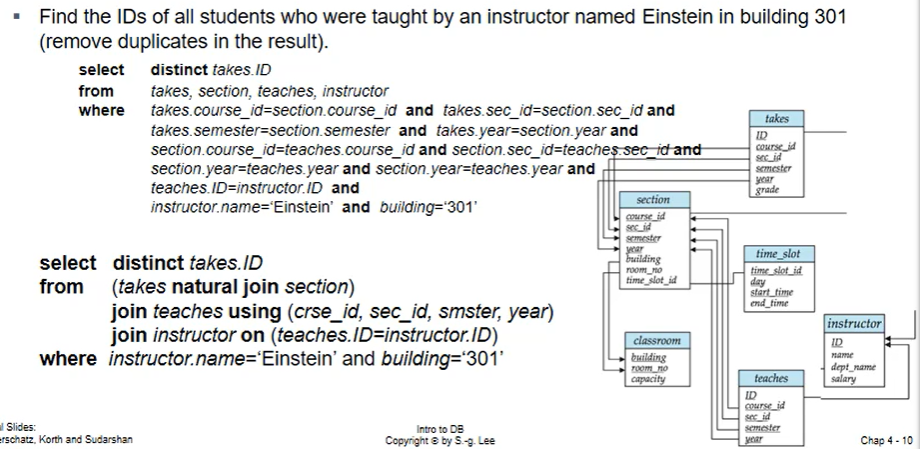 ▪ Find the IDs of all students who were taught by an instructor named Einstein in building 301
(remove duplicates in the result).
select distinct takes.ID
from takes, section, teaches, instructor
where takes.course_id=section.course_id and takes.sec_id=section.sec_id and
takes.semester=section.semester and takes.year=section.year and
section.course_id=teaches.course_id and section.sec_id=teaches.sec_id and
section.year=teaches.year and section.year=teaches.year and
teaches.ID=instructor.ID and
instructor.name=‘Einstein’ and building=‘301’
select distinct takes.ID
from (takes natural join section)
join teaches using (crse_id, sec_id, smster, year)
join instructor on (teaches.ID=instructor.ID)
where instructor.name=‘Einstein’ and building=‘301’
takes
ID
course_id
sec_id
semester
year
grade
section
course_id
sec_id
semester
year
building
room_no
time_slot_id
time_slot
time_slot_id
day
start_time
end_time
classroom
building
room_no
capacity
instructor
ID
name
dept_name
salary
teaches
ID
course_id
sec_id
semester
year
l Slides:
erschatz, Korth and Sudarshan
Intro to DB
Copyright © by S.-g. Lee
Chap 4 - 10